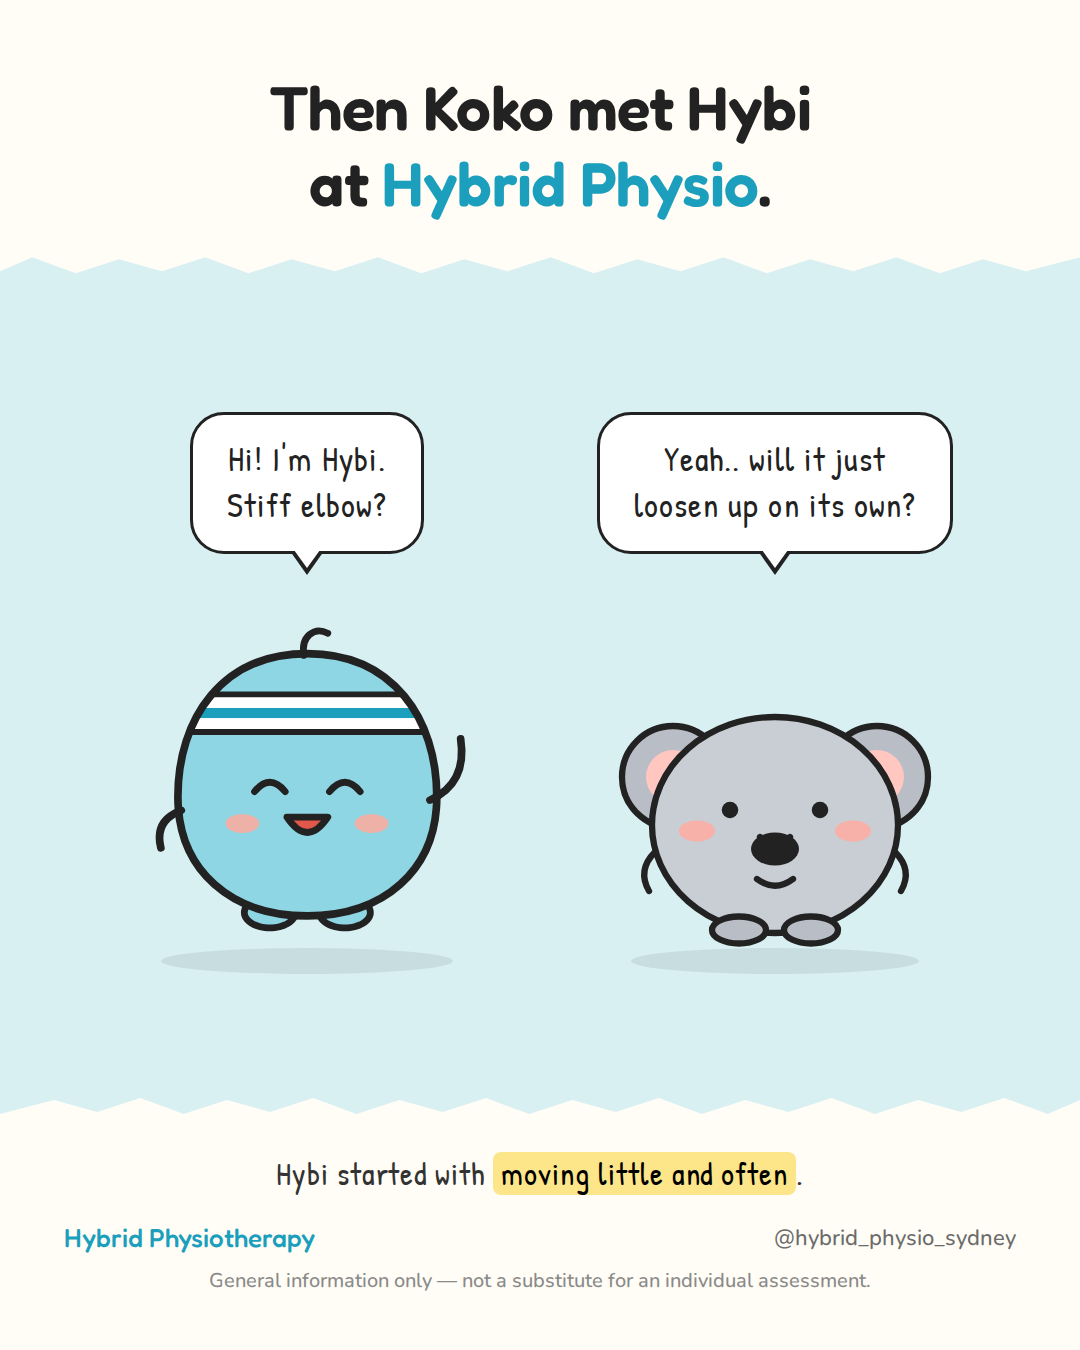 Then Koko met Hybi
at Hybrid Physio.
Hi! I'm Hybi.
Stiff elbow?
Yeah.. will it just
loosen up on its own?
Hybi started with moving little and often.
Hybrid Physiotherapy
@hybrid_physio_sydney
General information only — not a substitute for an individual assessment.